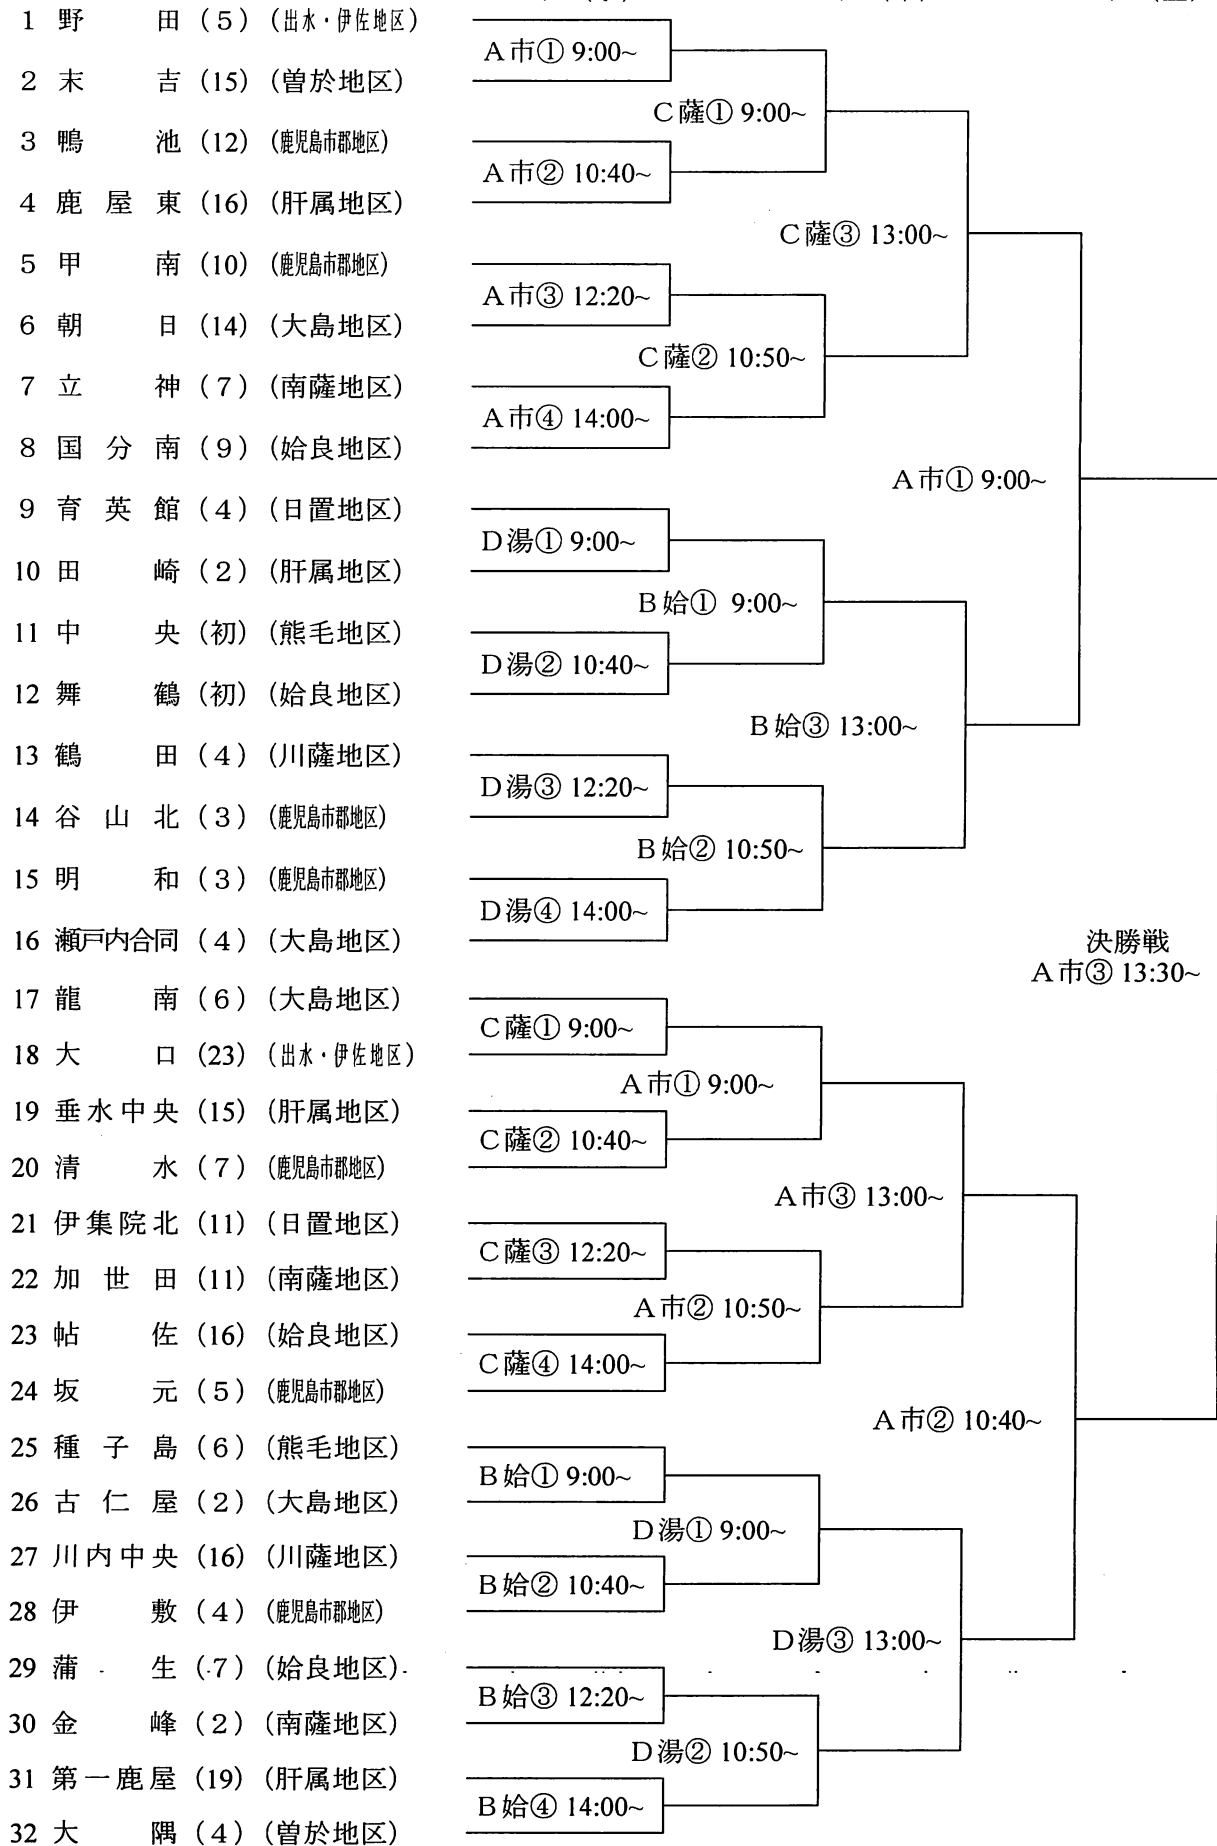 1 野田 (5) (出水・伊佐地区)
A市① 9:00~
2 末吉 (15) (曽於地区)
C薩① 9:00~
3 鴨池 (12) (鹿児島市郡地区)
A市② 10:40~
4 鹿屋東 (16) (肝属地区)
C薩③ 13:00~
5 甲南 (10) (鹿児島市郡地区)
A市③ 12:20~
6 朝日 (14) (大島地区)
C薩② 10:50~
7 立神 (7) (南薩地区)
A市④ 14:00~
8 国分南 (9) (姶良地区)
A市① 9:00~
9 育英館 (4) (日置地区)
D湯① 9:00~
10 田崎 (2) (肝属地区)
B姶① 9:00~
11 中央 (初) (熊毛地区)
D湯② 10:40~
12 舞鶴 (初) (姶良地区)
B姶③ 13:00~
13 鶴田 (4) (川薩地区)
D湯③ 12:20~
14 谷山北 (3) (鹿児島市郡地区)
B姶② 10:50~
15 明和 (3) (鹿児島市郡地区)
D湯④ 14:00~
16 瀬戸内合同 (4) (大島地区)
決勝戦
A市③ 13:30~
17 龍南 (6) (大島地区)
C薩① 9:00~
18 大口 (23) (出水・伊佐地区)
A市① 9:00~
19 垂水中央 (15) (肝属地区)
C薩② 10:40~
20 清水 (7) (鹿児島市郡地区)
A市③ 13:00~
21 伊集院北 (11) (日置地区)
C薩③ 12:20~
22 加世田 (11) (南薩地区)
A市② 10:50~
23 帖佐 (16) (姶良地区)
C薩④ 14:00~
24 坂元 (5) (鹿児島市郡地区)
A市② 10:40~
25 種子島 (6) (熊毛地区)
B姶① 9:00~
26 古仁屋 (2) (大島地区)
D湯① 9:00~
27 川内中央 (16) (川薩地区)
B姶② 10:40~
28 伊敷 (4) (鹿児島市郡地区)
D湯③ 13:00~
29 蒲生 (7) (姶良地区)
B姶③ 12:20~
30 金峰 (2) (南薩地区)
D湯② 10:50~
31 第一鹿屋 (19) (肝属地区)
B姶④ 14:00~
32 大隅 (4) (曽於地区)